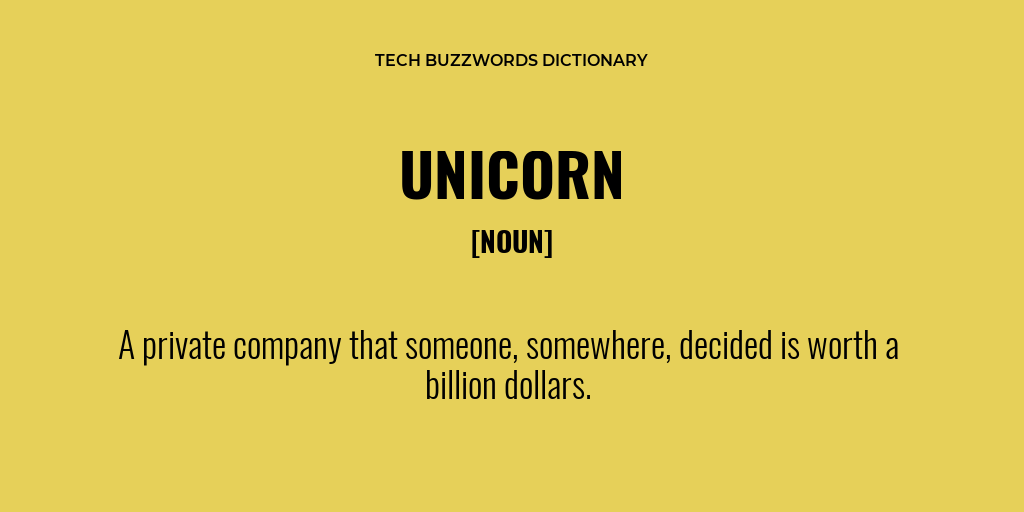 TECH BUZZWORDS DICTIONARY
UNICORN
[NOUN]
A private company that someone, somewhere, decided is worth a
billion dollars.